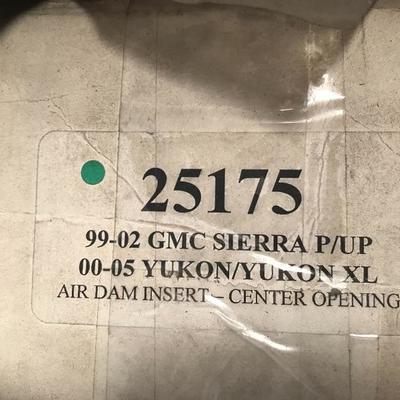 25175
99-02 GMC SIERRA P/UP
00-05 YUKON/YUKON XL
AIR DAM INSERT – CENTER OPENING